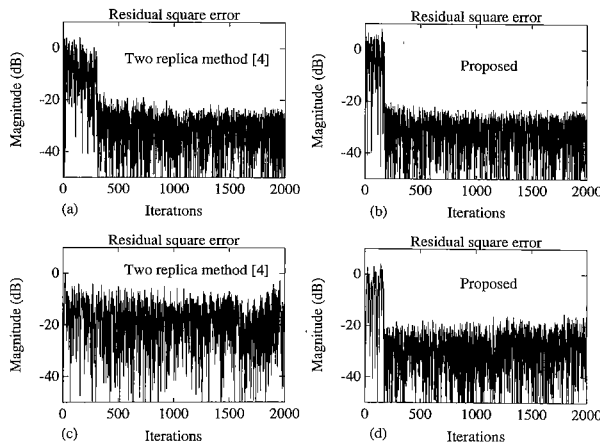 Residual square error
Two replica method [4]
Magnitude (dB)
0
-20
-40
0 500 1000 1500 2000
(a)
Iterations
Residual square error
Proposed
Magnitude (dB)
0
-20
-40
0 500 1000 1500 2000
(b)
Iterations
Residual square error
Two replica method [4]
Magnitude (dB)
0
-20
-40
0 500 1000 1500 2000
(c)
Iterations
Residual square error
Proposed
Magnitude (dB)
0
-20
-40
0 500 1000 1500 2000
(d)
Iterations